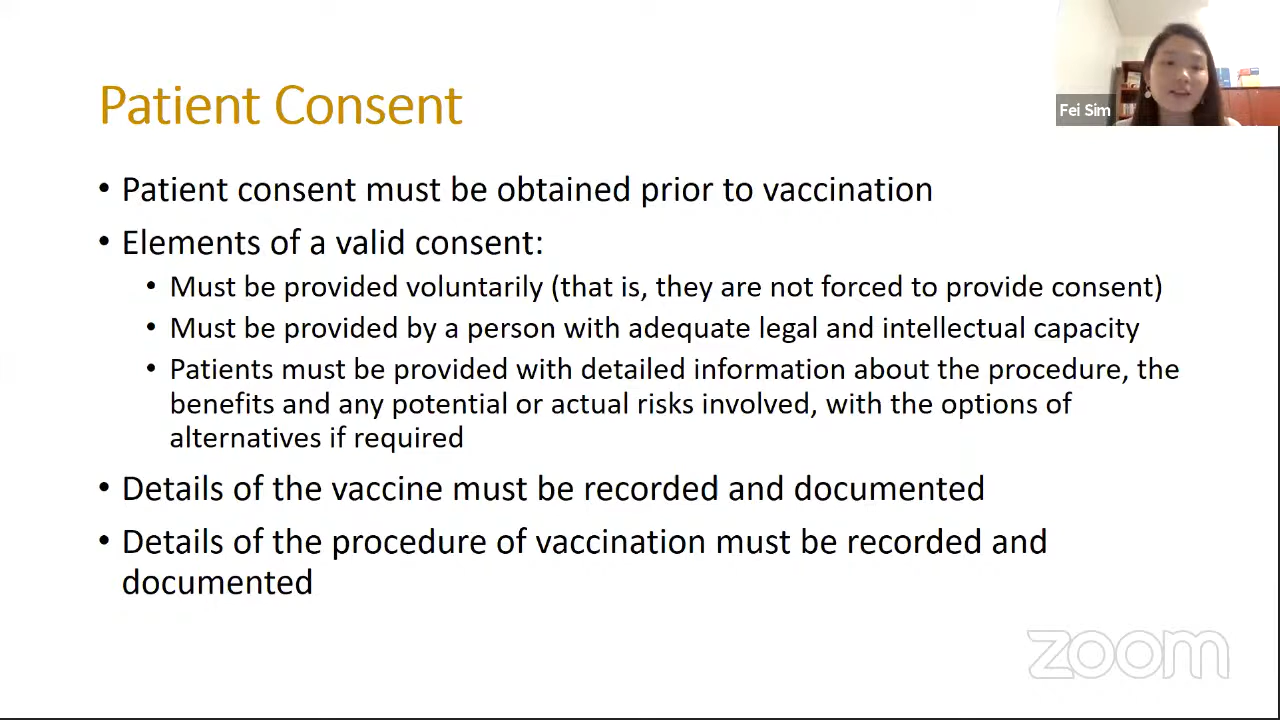 Patient Consent
Fei Sim
• Patient consent must be obtained prior to vaccination
• Elements of a valid consent:
• Must be provided voluntarily (that is, they are not forced to provide consent)
• Must be provided by a person with adequate legal and intellectual capacity
• Patients must be provided with detailed information about the procedure, the
benefits and any potential or actual risks involved, with the options of
alternatives if required
• Details of the vaccine must be recorded and documented
• Details of the procedure of vaccination must be recorded and
documented
zoom